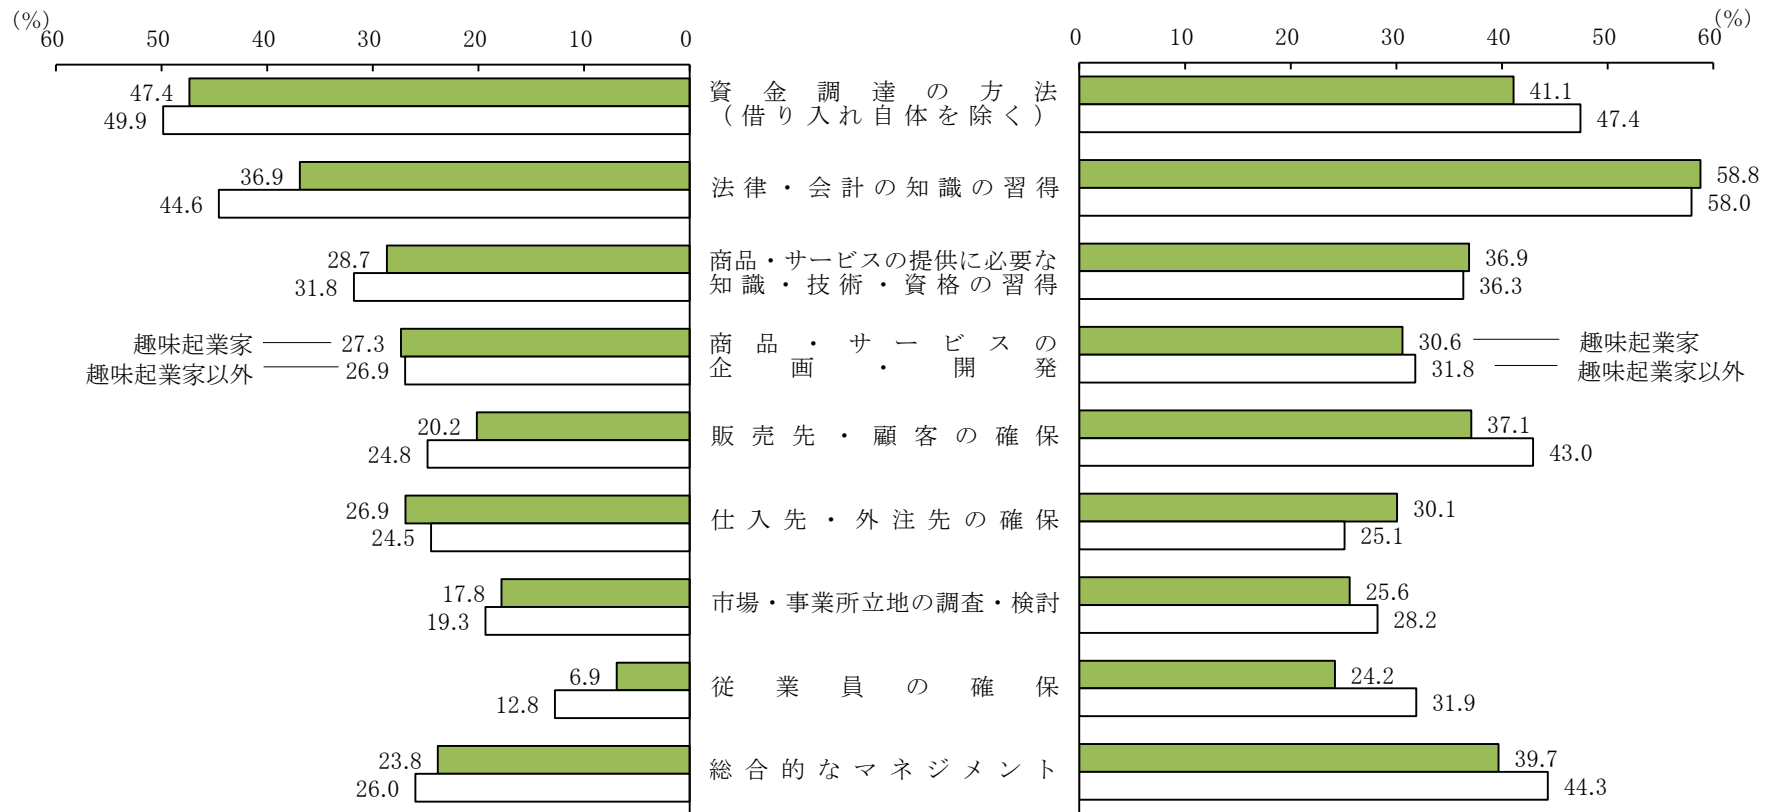 (%) (%)
60 50 40 30 20 10 0 0 10 20 30 40 50 60
47.4 資金調達の方法 41.1
49.9 (借り入れ自体を除く) 47.4
36.9 法律・会計の知識の習得 58.8
44.6 58.0
28.7 商品・サービスの提供に必要な 36.9
31.8 知識・技術・資格の習得 36.3
趣味起業家 27.3 商品・サービスの 30.6 趣味起業家
趣味起業家以外 26.9 企画・開発 31.8 趣味起業家以外
20.2 販売先・顧客の確保 37.1
24.8 43.0
26.9 仕入先・外注先の確保 30.1
24.5 25.1
17.8 市場・事業所立地の調査・検討 25.6
19.3 28.2
6.9 従業員の確保 24.2
12.8 31.9
23.8 総合的なマネジメント 39.7
26.0 44.3